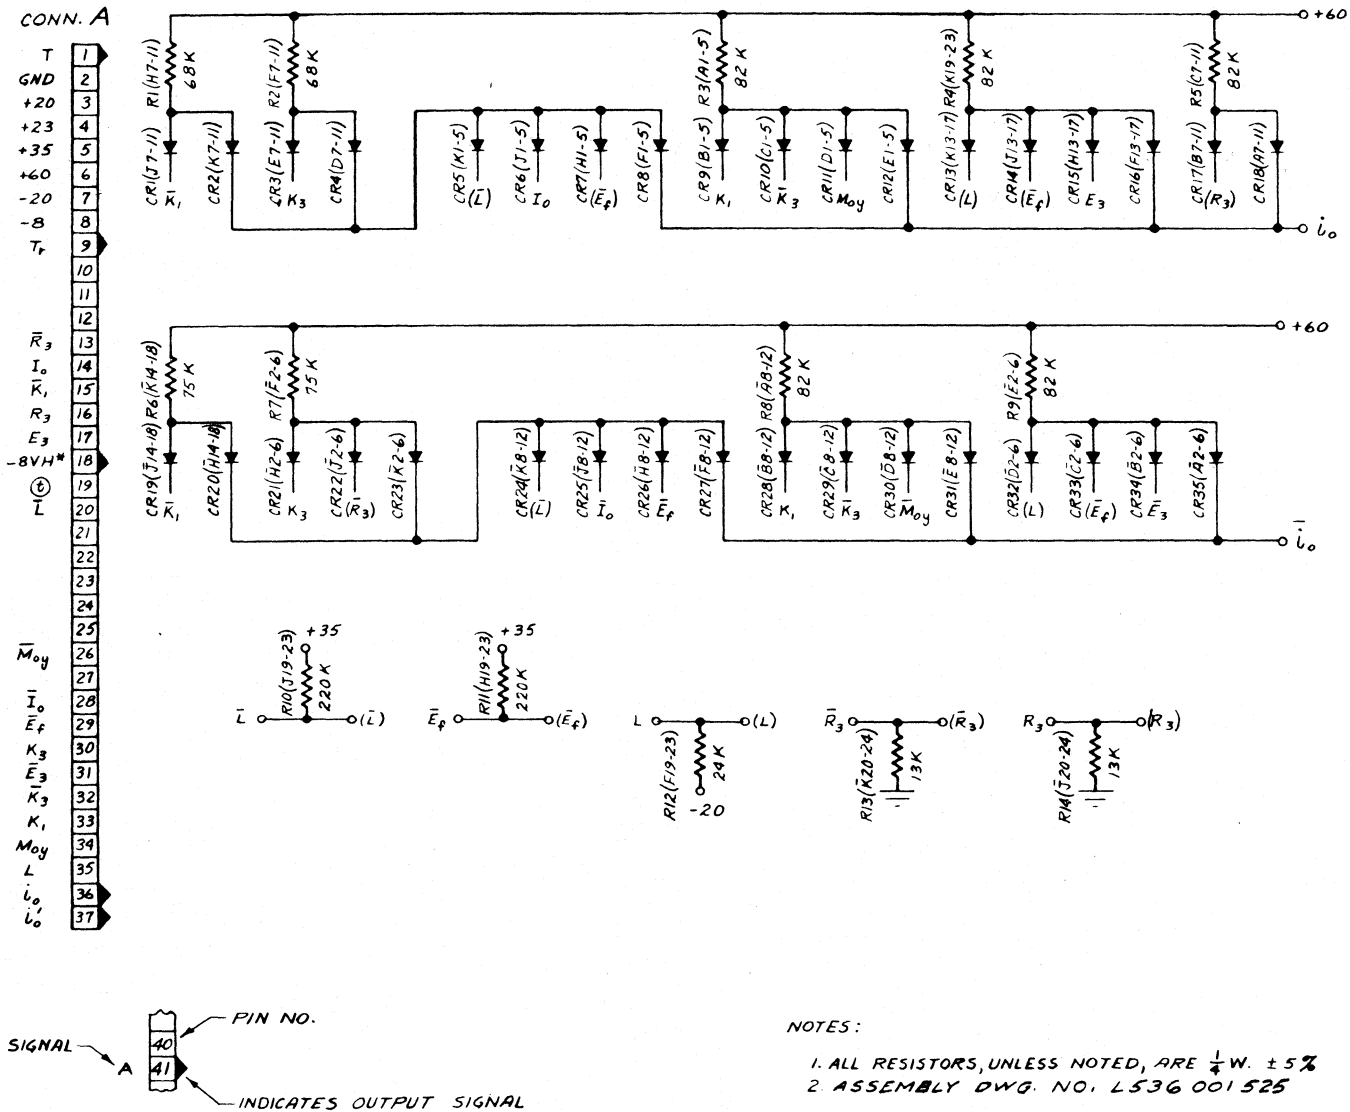 CONN. A
T 1
GND 2
+20 3
+23 4
+35 5
+60 6
-20 7
-8 8
Tr 9
10
11
12
R̄3 13
I0 14
K̄1 15
R3 16
E3 17
-8VH* 18
ⓣ 19
L̄ 20
21
22
23
24
25
M̄oy 26
27
Ī0 28
Ēf 29
K3 30
Ē3 31
K̄3 32
K1 33
Moy 34
L 35
i0 36
i0' 37
+60
R1(H7-11) 68K
R2(F7-11) 68K
R3(A1-5) 82K
R4(K19-23) 82K
R5(C7-11) 82K
CR1(J7-11) K̄1
CR2(K7-11)
CR3(E7-11) K3
CR4(D7-11)
CR5(K1-5) (L̄)
CR6(J1-5) I0
CR7(H1-5) (Ēf)
CR8(F1-5)
CR9(B1-5) K1
CR10(C1-5) K̄3
CR11(D1-5) Moy
CR12(E1-5)
CR13(K13-17) (L)
CR14(J13-17) (Ēf)
CR15(H13-17) E3
CR16(F13-17)
CR17(B7-11) (R3)
CR18(A7-11)
i0
+60
R6(K̄14-18) 75K
R7(F̄2-6) 75K
R8(Ā8-12) 82K
R9(Ē2-6) 82K
CR19(J̄14-18) K̄1
CR20(H̄14-18)
CR21(H̄2-6) K3
CR22(J̄2-6) (R̄3)
CR23(K̄2-6)
CR24(K̄8-12) (L̄)
CR25(J̄8-12) Ī0
CR26(H̄8-12) Ēf
CR27(F̄8-12)
CR28(B̄8-12) K1
CR29(C̄8-12) K̄3
CR30(D̄8-12) M̄oy
CR31(Ē8-12)
CR32(D̄2-6) (L)
CR33(C̄2-6) (Ēf)
CR34(B̄2-6) Ē3
CR35(Ā2-6)
ī0
+35
R10(J19-23) 220K
L̄ (L̄)
+35
R11(H19-23) 220K
Ēf (Ēf)
L (L)
R12(F19-23) 24K
-20
R̄3 (R̄3)
R13(K̄20-24) 13K
R3 (R3)
R14(J̄20-24) 13K
PIN NO.
40
SIGNAL A 41
INDICATES OUTPUT SIGNAL
NOTES:
1. ALL RESISTORS, UNLESS NOTED, ARE 1/4 W. ±5%
2. ASSEMBLY DWG. NO. L536 001 525